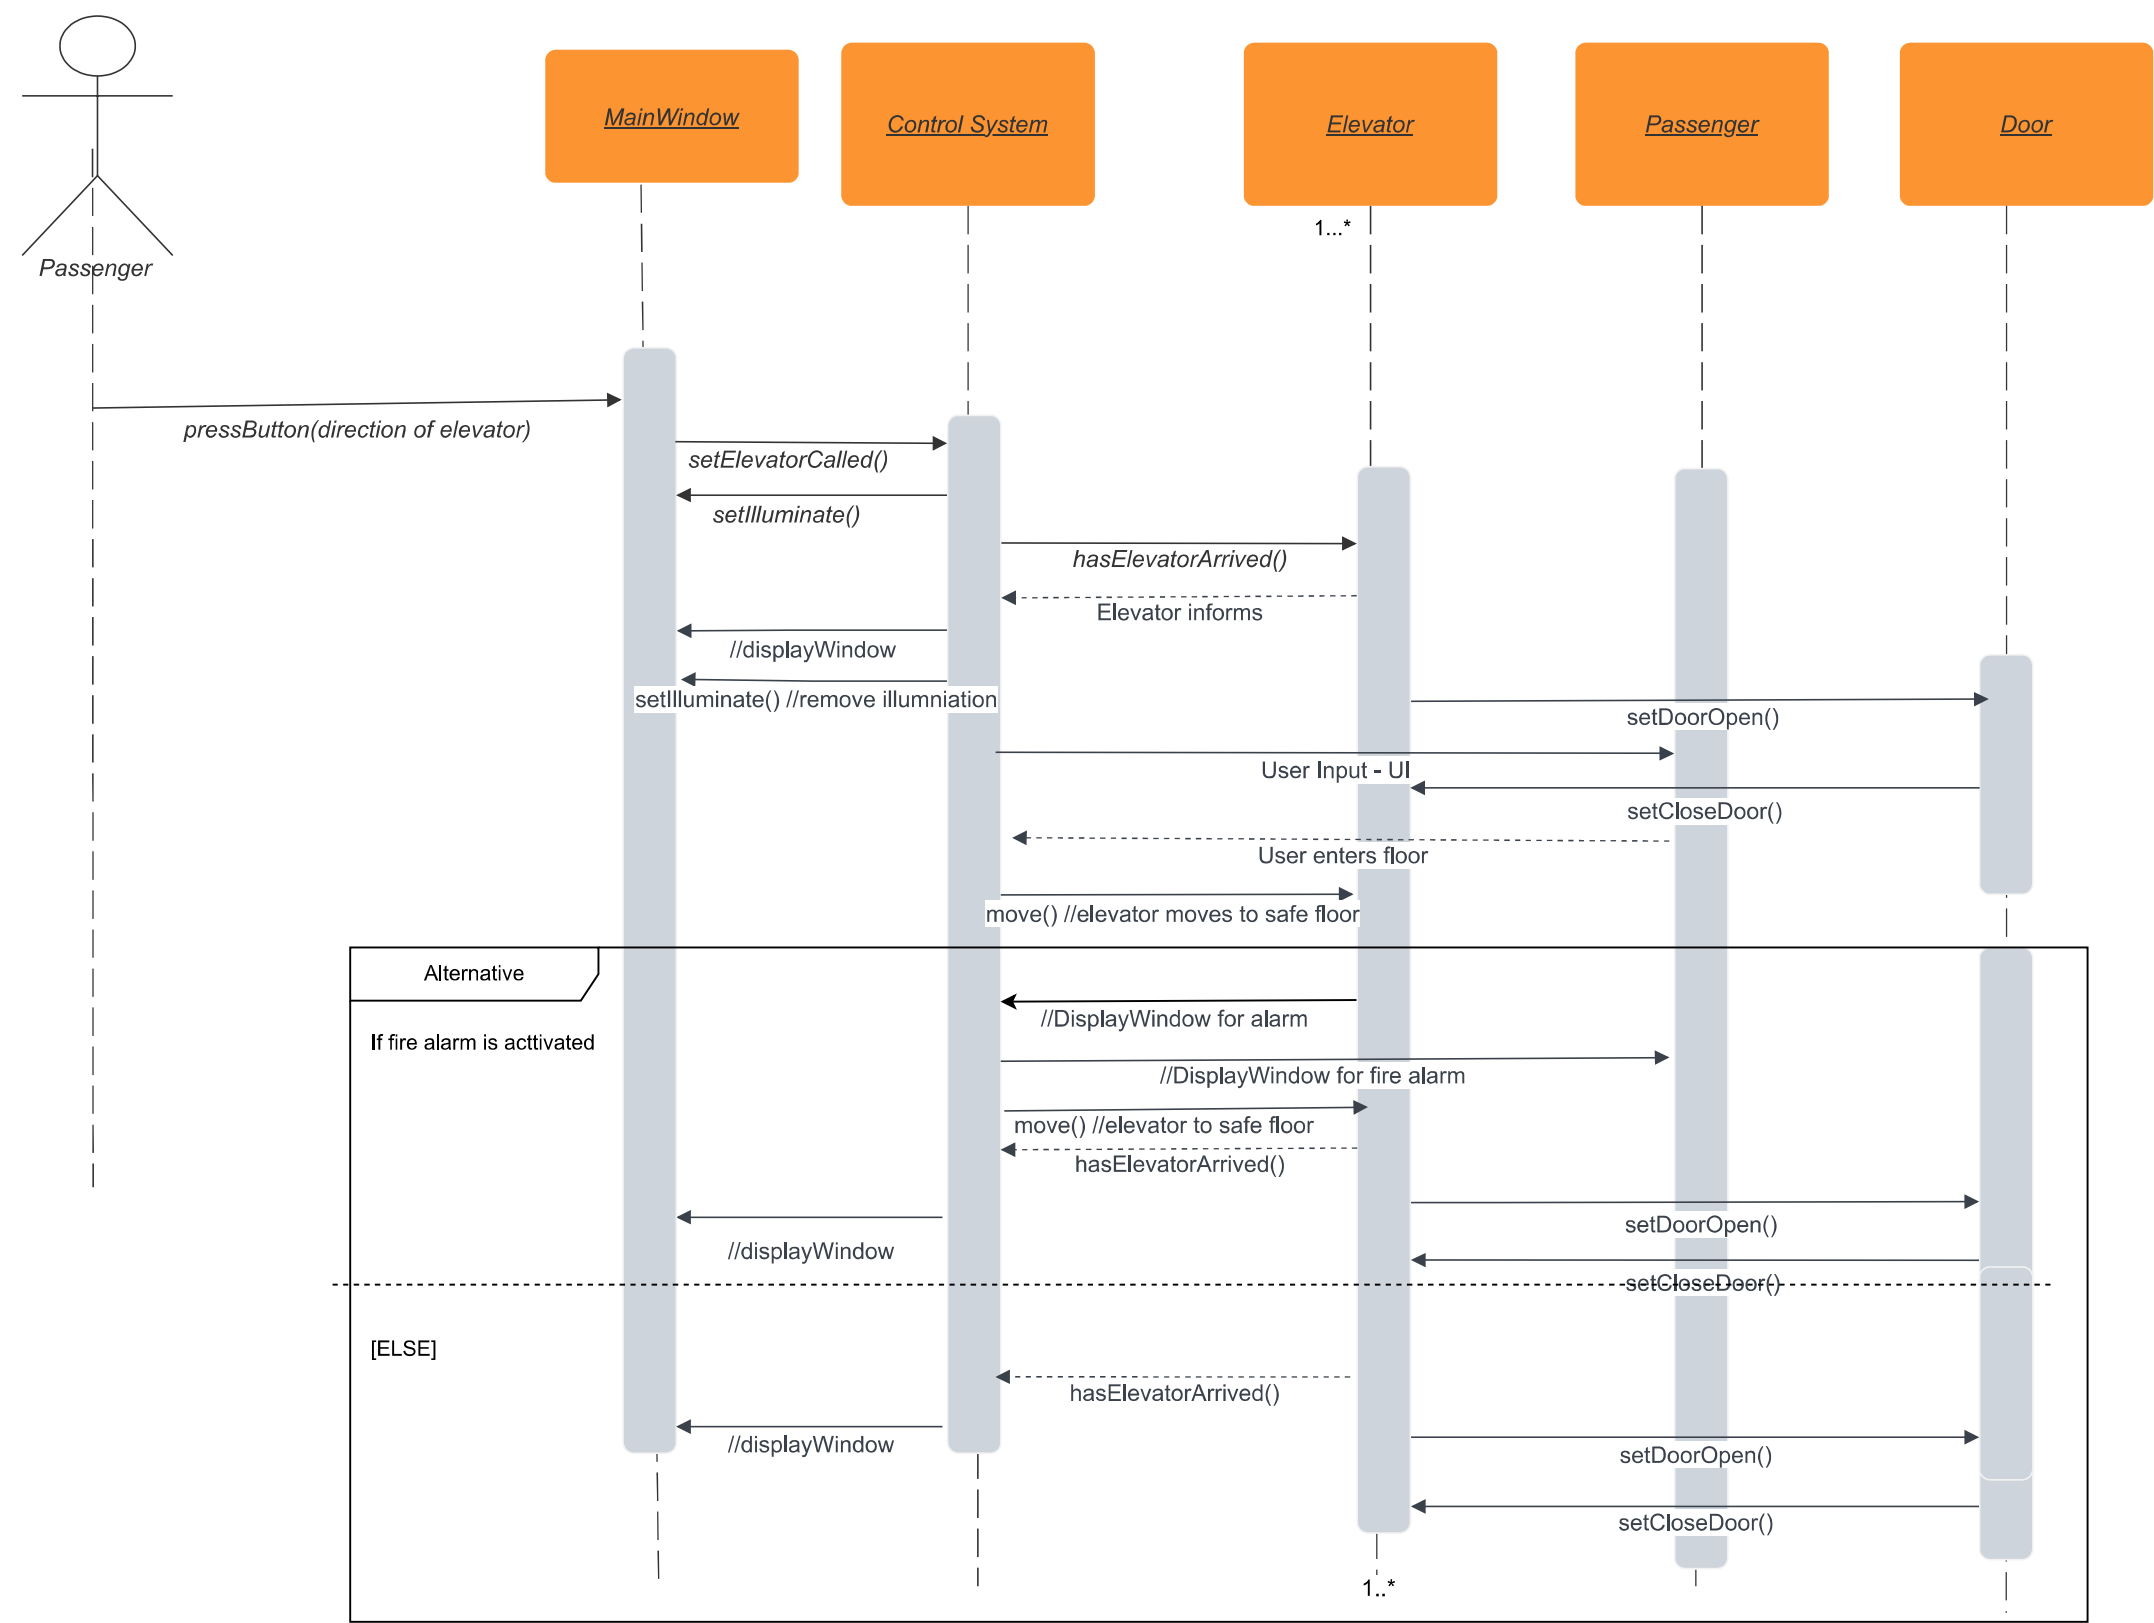 MainWindow
Control System
Elevator
Passenger
Door
1...*
Passenger
pressButton(direction of elevator)
setElevatorCalled()
setIlluminate()
hasElevatorArrived()
Elevator informs
//displayWindow
setIlluminate() //remove illumniation
setDoorOpen()
User Input - UI
setCloseDoor()
User enters floor
move() //elevator moves to safe floor
Alternative
//DisplayWindow for alarm
If fire alarm is acttivated
//DisplayWindow for fire alarm
move() //elevator to safe floor
hasElevatorArrived()
setDoorOpen()
//displayWindow
setCloseDoor()
[ELSE]
hasElevatorArrived()
//displayWindow
setDoorOpen()
setCloseDoor()
1..*